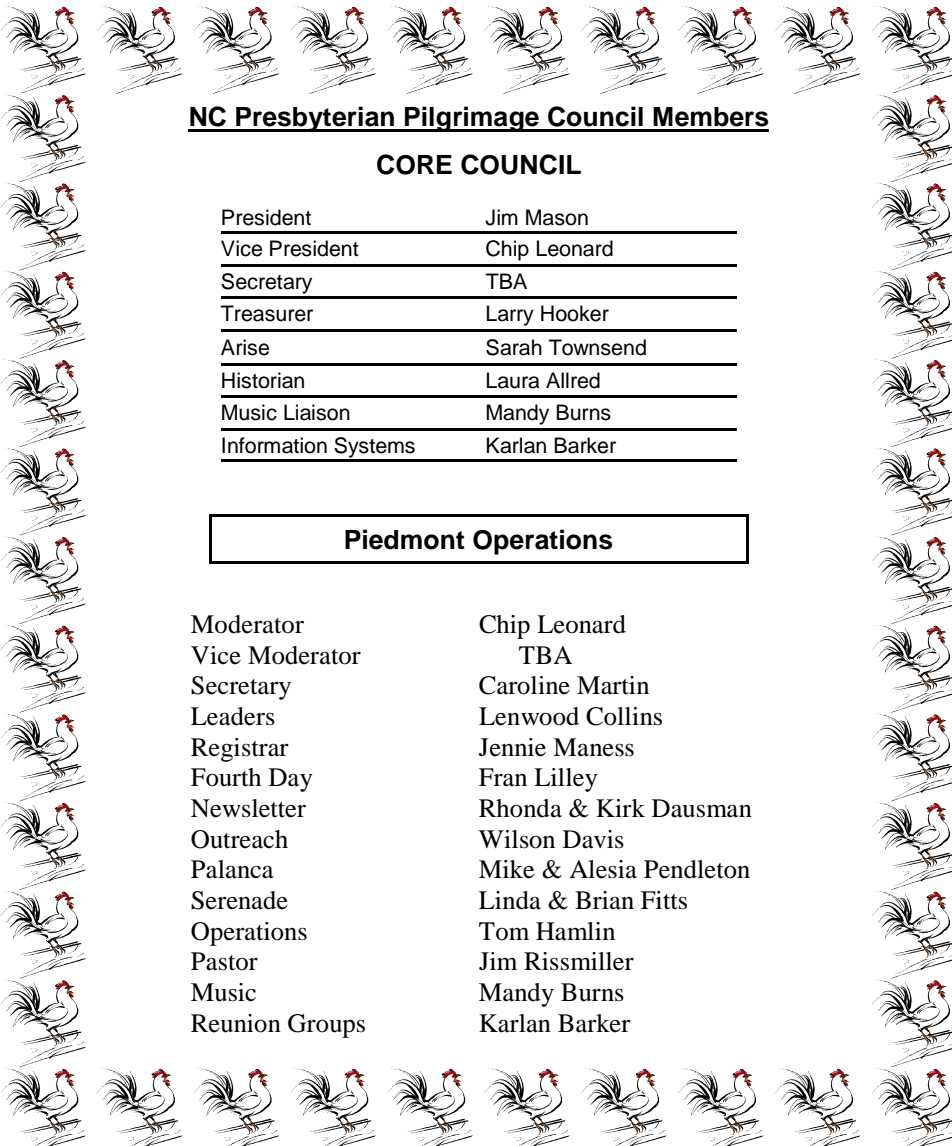 NC Presbyterian Pilgrimage Council Members
CORE COUNCIL
President Jim Mason
Vice President Chip Leonard
Secretary TBA
Treasurer Larry Hooker
Arise Sarah Townsend
Historian Laura Allred
Music Liaison Mandy Burns
Information Systems Karlan Barker
Piedmont Operations
Moderator Chip Leonard
Vice Moderator TBA
Secretary Caroline Martin
Leaders Lenwood Collins
Registrar Jennie Maness
Fourth Day Fran Lilley
Newsletter Rhonda & Kirk Dausman
Outreach Wilson Davis
Palanca Mike & Alesia Pendleton
Serenade Linda & Brian Fitts
Operations Tom Hamlin
Pastor Jim Rissmiller
Music Mandy Burns
Reunion Groups Karlan Barker